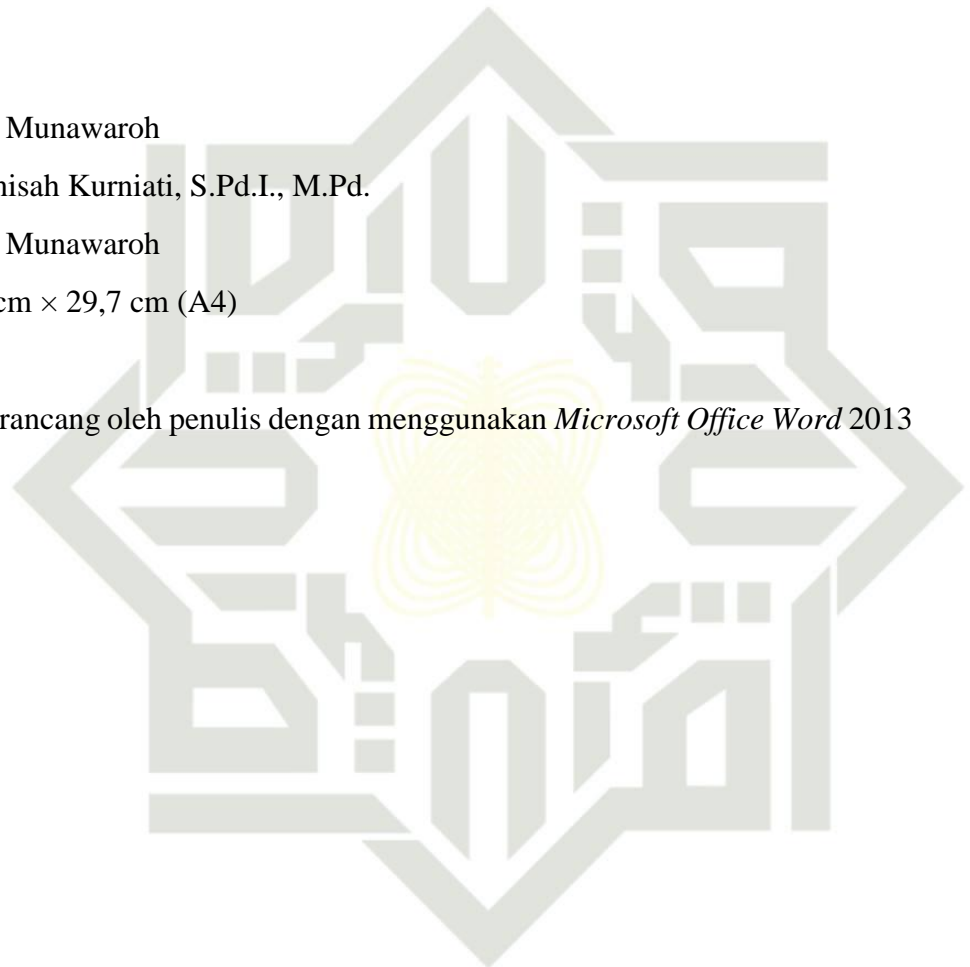 Munawaroh
nisah Kurniati, S.Pd.I., M.Pd.
Munawaroh
cm × 29,7 cm (A4)
rancang oleh penulis dengan menggunakan Microsoft Office Word 2013